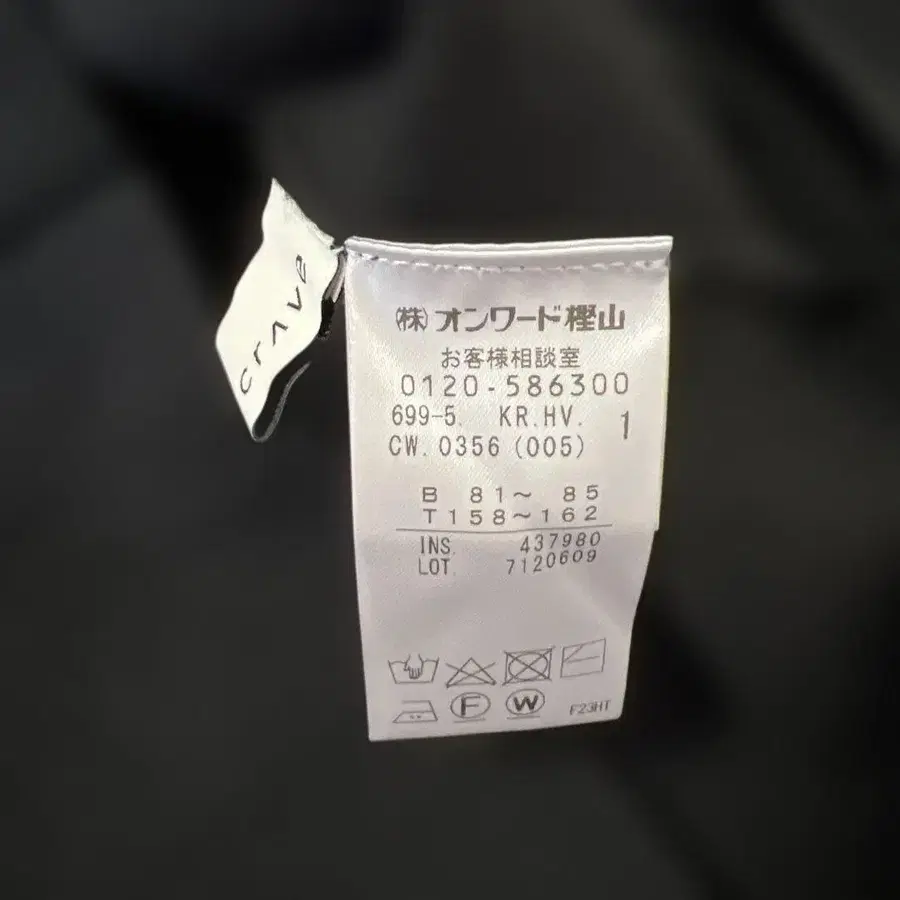 crave
㈱オンワード樫山
お客様相談室
0120-586300
699-5. KR.HV. 1
CW. 0356 (005)
B 81～ 85
T158～162
INS. 437980
LOT. 7120609
F W F23HT